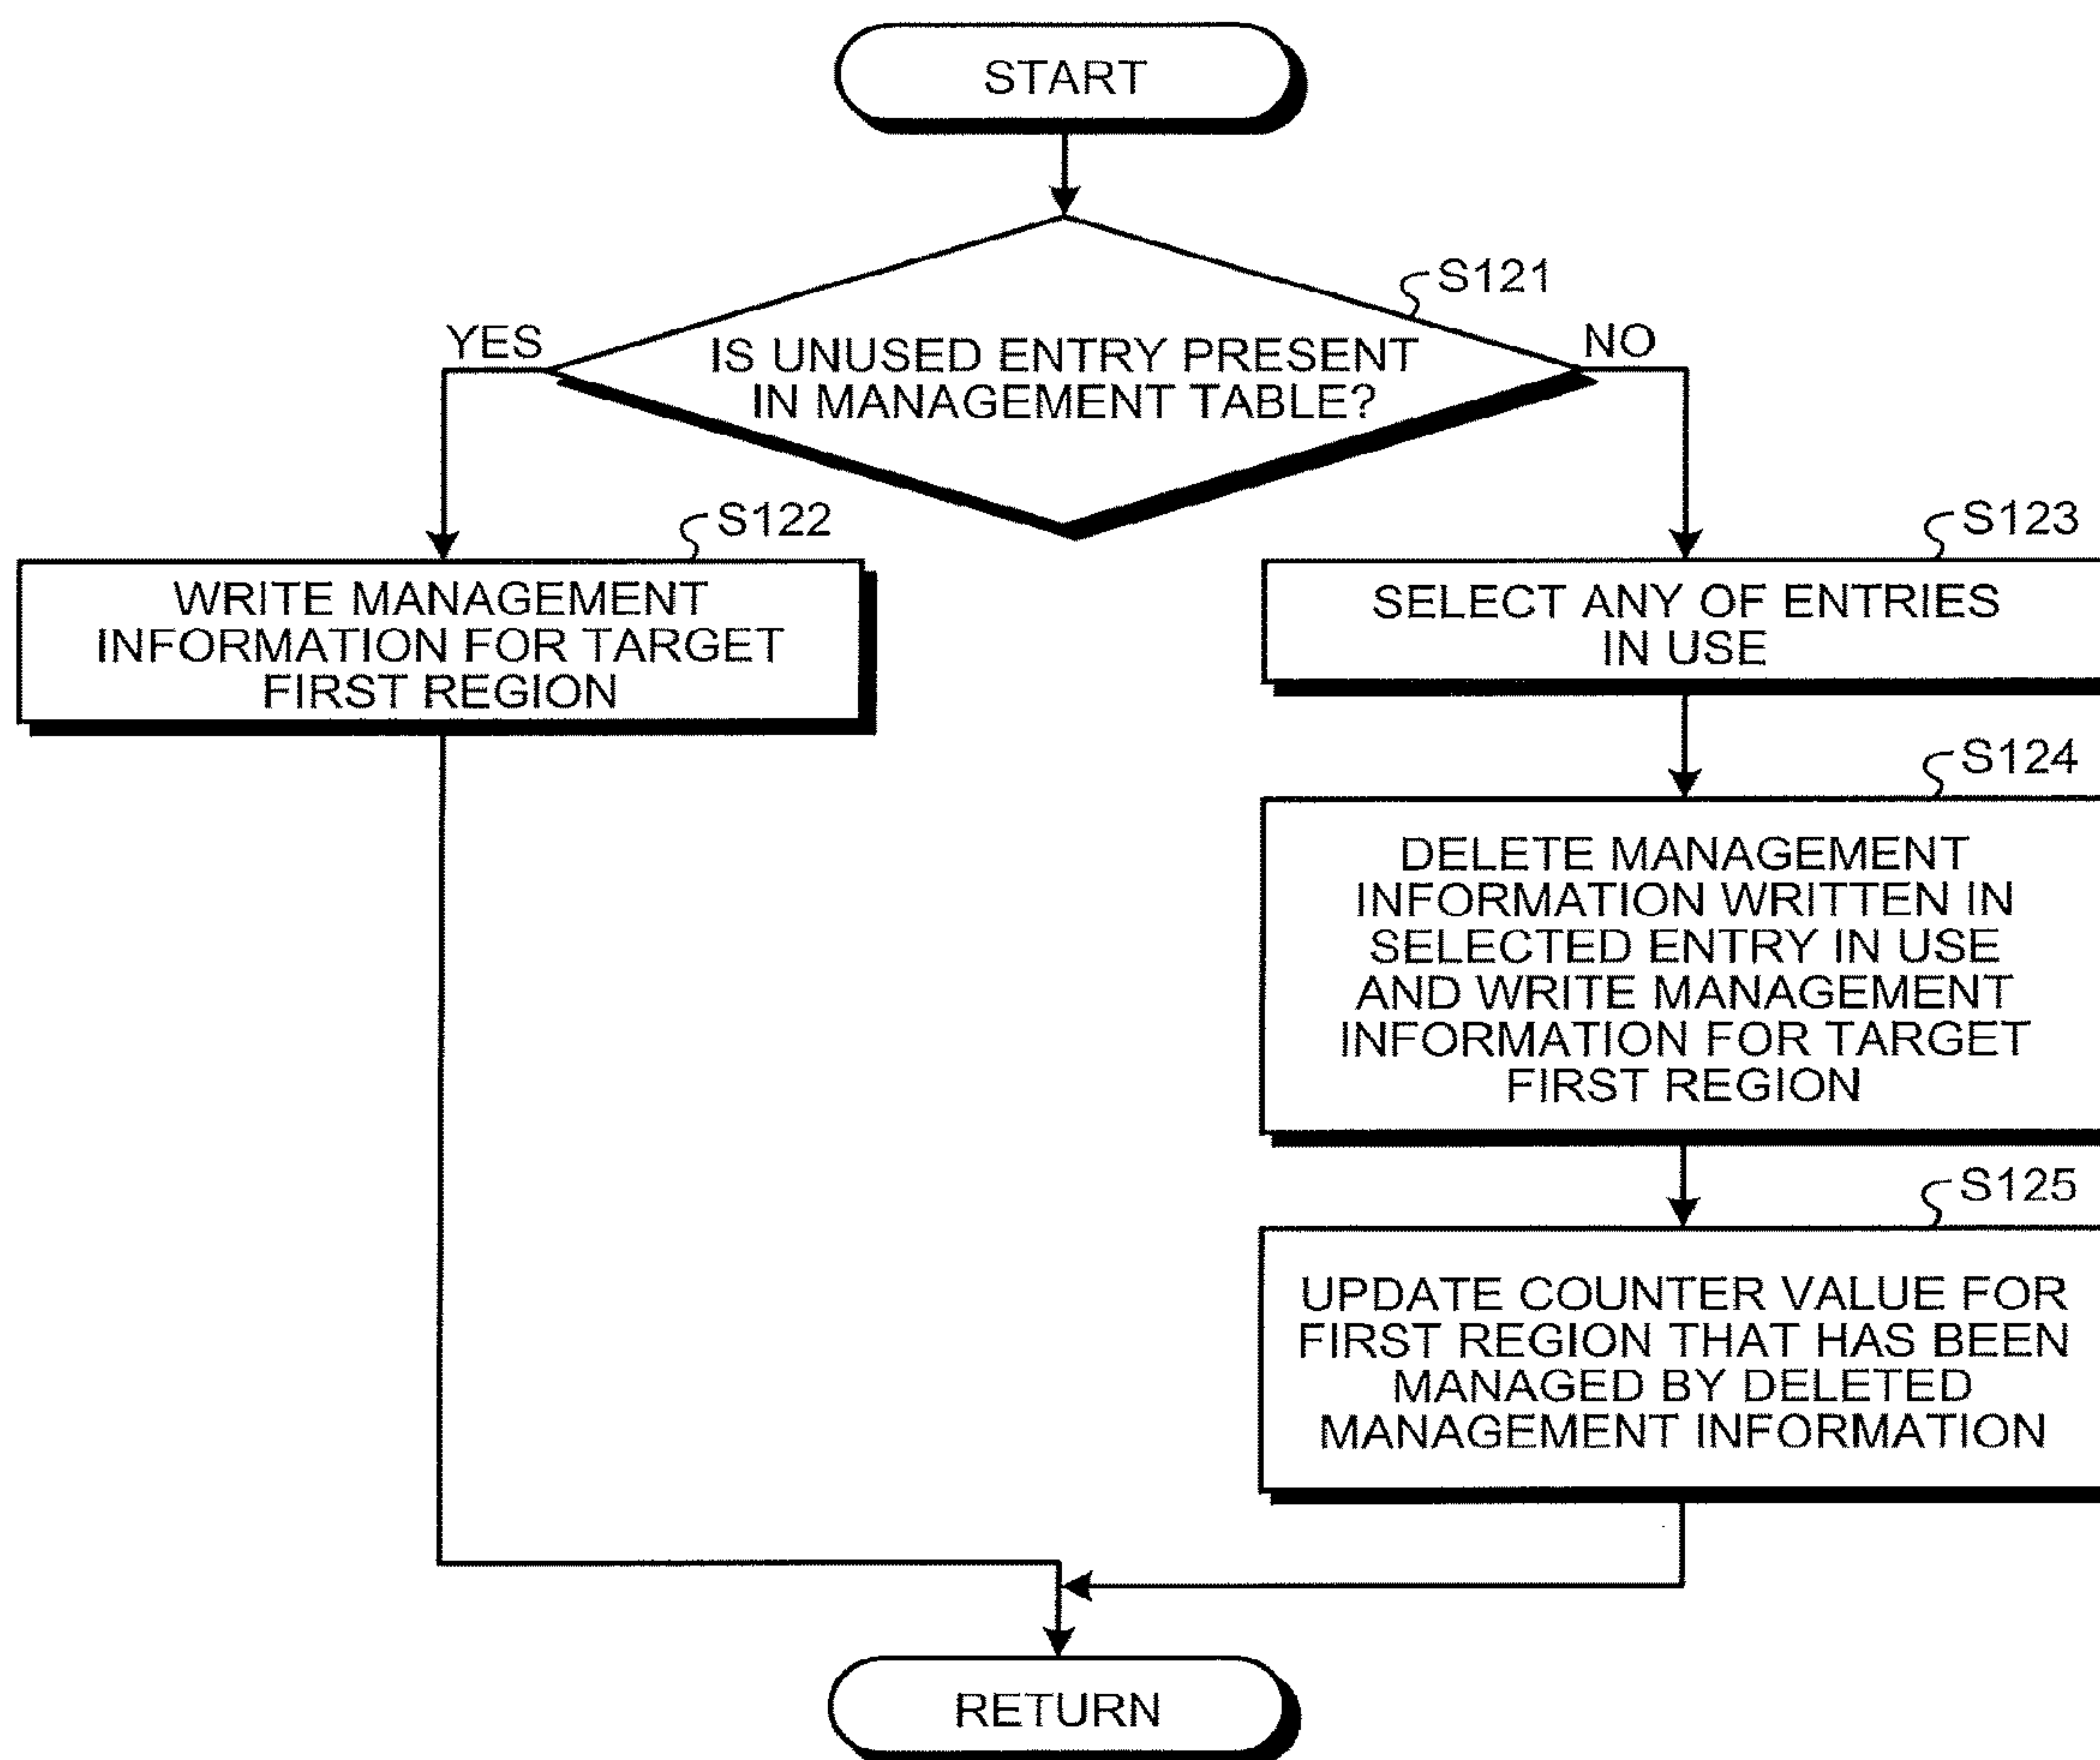 START
S121
YES
NO
IS UNUSED ENTRY PRESENT
IN MANAGEMENT TABLE?
S122
WRITE MANAGEMENT
INFORMATION FOR TARGET
FIRST REGION
S123
SELECT ANY OF ENTRIES
IN USE
S124
DELETE MANAGEMENT
INFORMATION WRITTEN IN
SELECTED ENTRY IN USE
AND WRITE MANAGEMENT
INFORMATION FOR TARGET
FIRST REGION
S125
UPDATE COUNTER VALUE FOR
FIRST REGION THAT HAS BEEN
MANAGED BY DELETED
MANAGEMENT INFORMATION
RETURN